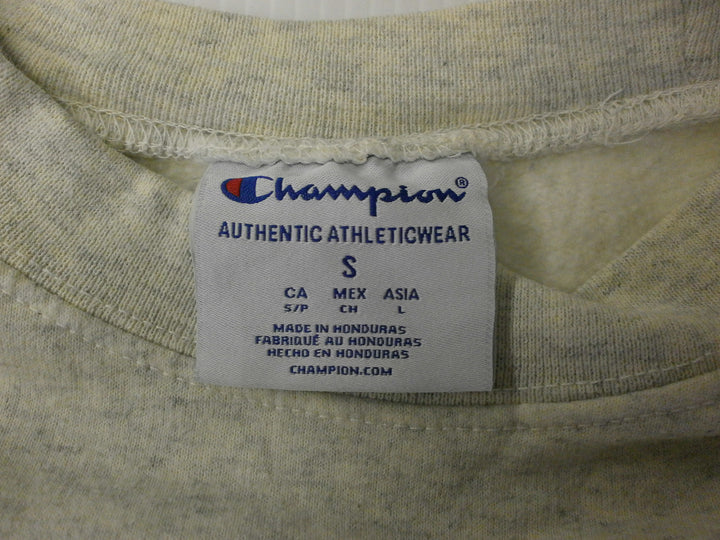 Champion®
AUTHENTIC ATHLETICWEAR
S
CA MEX ASIA
S/P CH L
MADE IN HONDURAS
FABRIQUÉ AU HONDURAS
HECHO EN HONDURAS
CHAMPION.COM